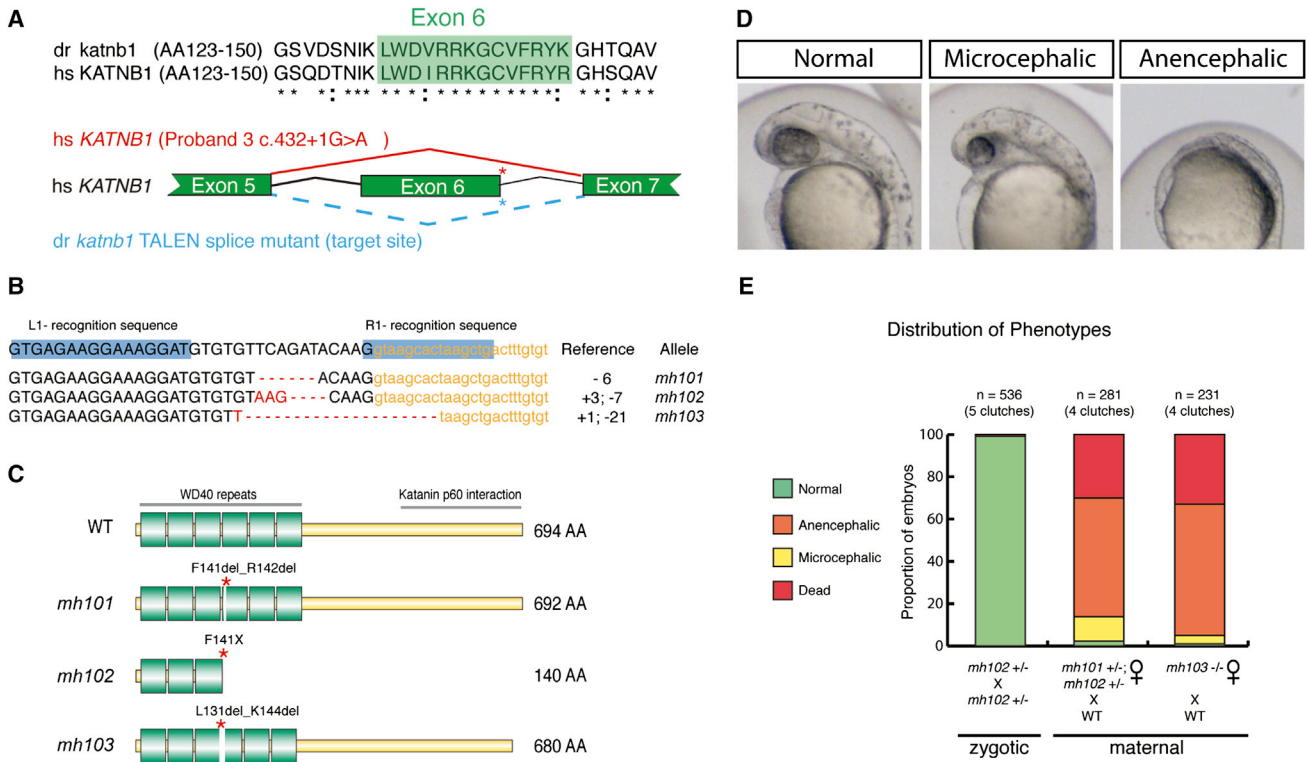 A
Exon 6
dr katnb1 (AA123-150) GSVDSNIK LWDVRRKGCVFRYK GHTQAV
hs KATNB1 (AA123-150) GSQDTNIK LWDIRRKGCVFRYR GHSQAV
** *: *** ***:********* : ** : ***
hs KATNB1 (Proband 3 c.432+1G>A )
*
hs KATNB1 Exon 5 Exon 6 Exon 7
*
dr katnb1 TALEN splice mutant (target site)
B
L1- recognition sequence R1- recognition sequence
GTGAGAAGGAAAGGATGTGTGTTCAGATACAAGgtaagcactaagctgactttgtgt Reference Allele
GTGAGAAGGAAAGGATGTGTGT - - - - - - ACAAGgtaagcactaagctgactttgtgt - 6 mh101
GTGAGAAGGAAAGGATGTGTGTAAG- - - - CAAGgtaagcactaagctgactttgtgt +3; -7 mh102
GTGAGAAGGAAAGGATGTGTT- - - - - - - - - - - - - - - - - - - - -taagctgactttgtgt +1; -21 mh103
C
WD40 repeats Katanin p60 interaction
WT 694 AA
F141del_R142del
*
mh101 692 AA
F141X
*
mh102 140 AA
L131del_K144del
*
mh103 680 AA
D
Normal Microcephalic Anencephalic
E
Distribution of Phenotypes
n = 536 n = 281 n = 231
(5 clutches) (4 clutches) (4 clutches)
Normal
Anencephalic
Microcephalic
Dead
Proportion of embryos
100
80
60
40
20
0
mh102 +/- mh101 +/-; ♀ mh103 -/- ♀
X mh102 +/-
mh102 +/- X X
WT WT
zygotic maternal